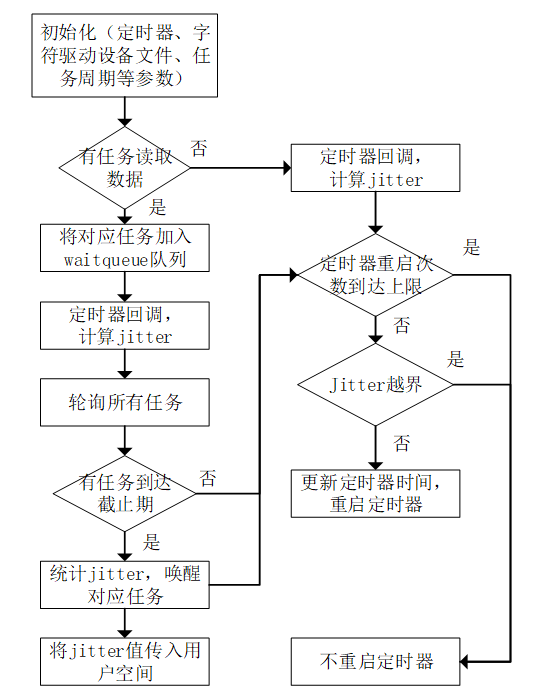 初始化（定时器、字
符驱动设备文件、任
务周期等参数）
有任务读取
数据
否
是
定时器回调，
计算jitter
将对应任务加入
waitqueue队列
定时器重启次
数到达上限
是
否
定时器回调，
计算jitter
Jitter越界
是
否
轮询所有任务
有任务到达
截止期
否
是
更新定时器时间，
重启定时器
统计jitter，唤醒
对应任务
将jitter值传入用
户空间
不重启定时器